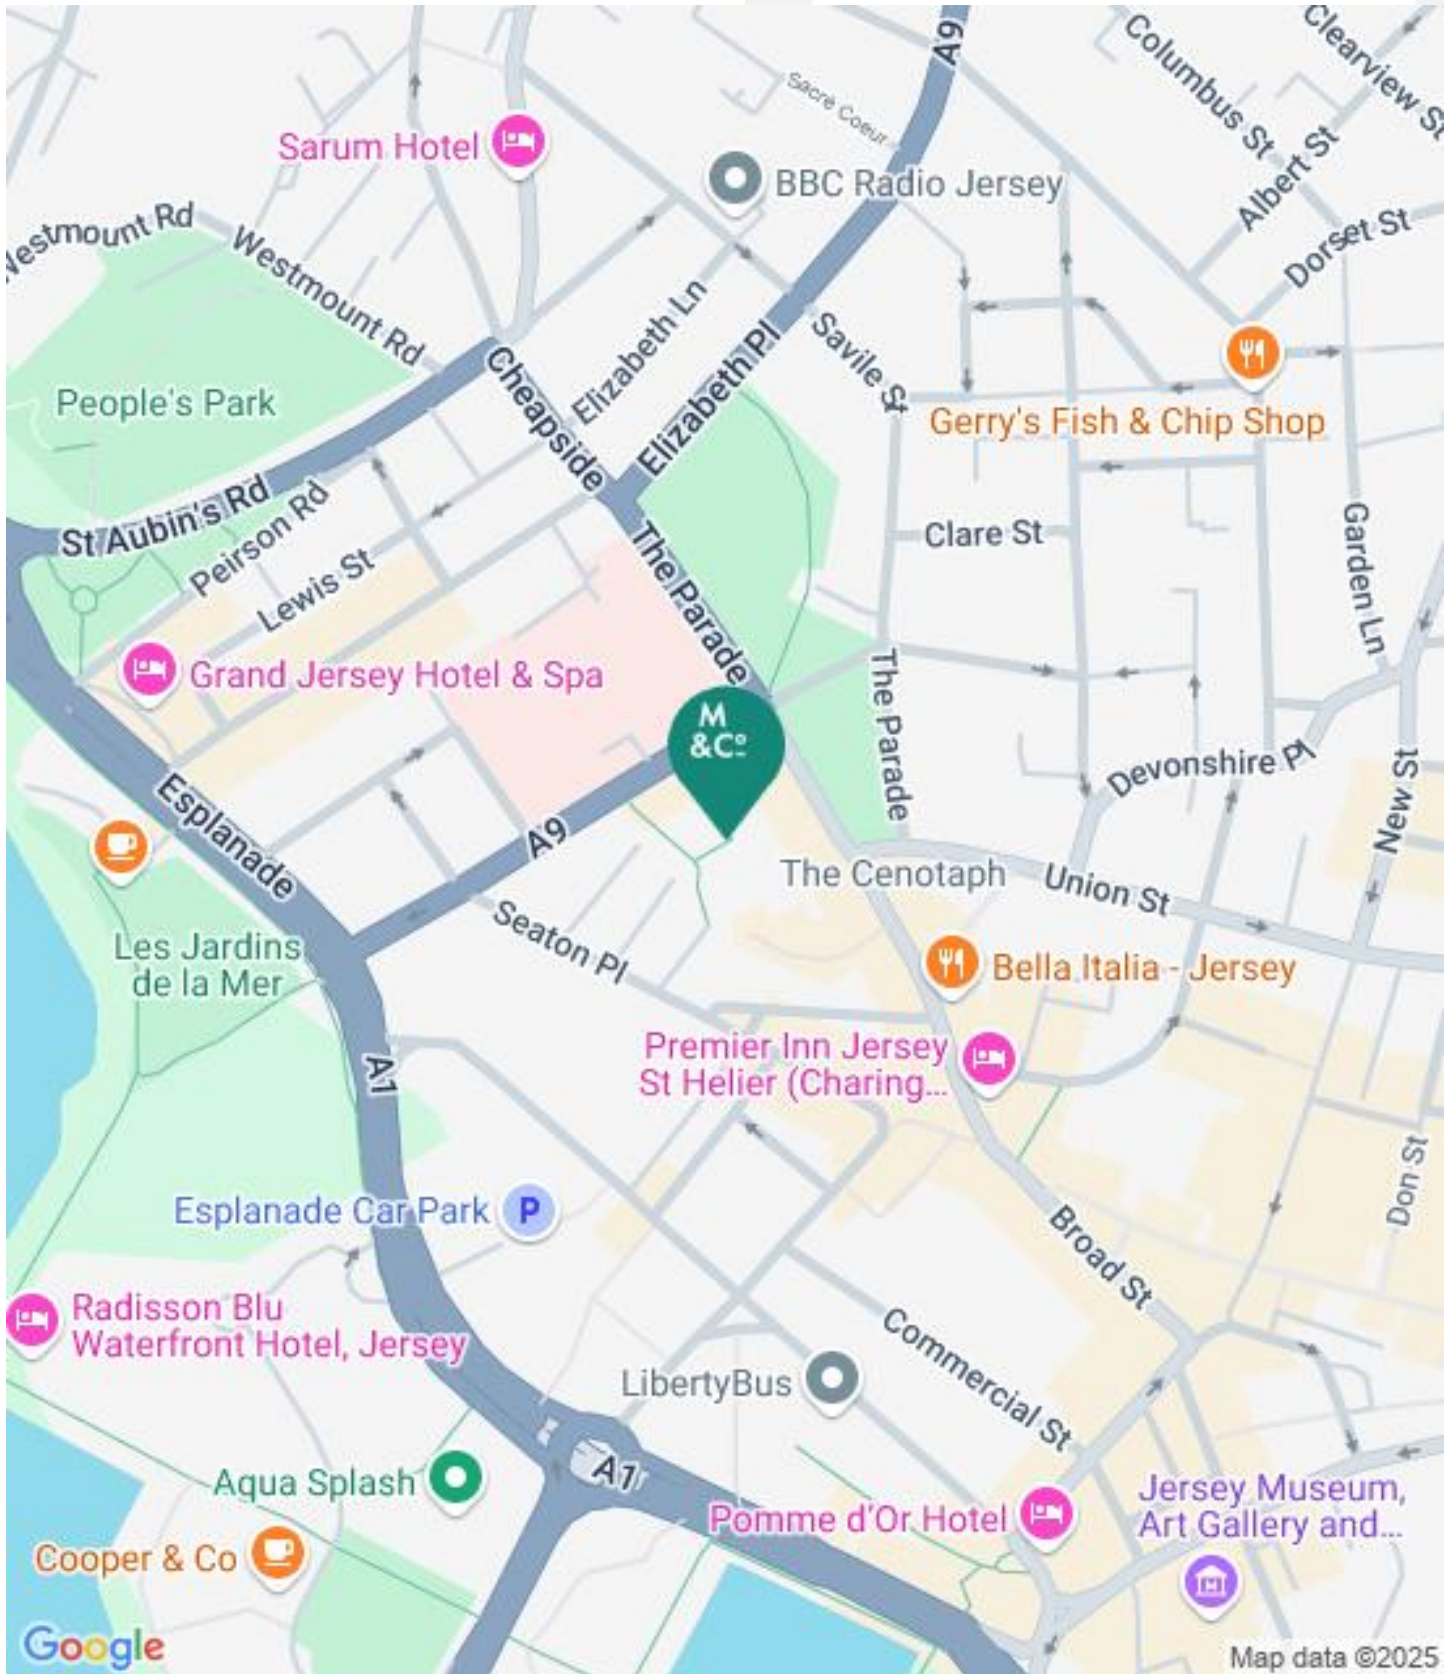 A9
Columbus St
Clearview St
Sacré Coeur
Sarum Hotel
BBC Radio Jersey
Albert St
Westmount Rd
Westmount Rd
Dorset St
Elizabeth Ln
Savile St
Elizabeth Pl
Cheapside
People's Park
Gerry's Fish & Chip Shop
St Aubin's Rd
Peirson Rd
Lewis St
The Parade
Clare St
Garden Ln
Grand Jersey Hotel & Spa
The Parade
M
&Cº
Devonshire Pl
New St
Esplanade
A9
The Cenotaph
Union St
Seaton Pl
Les Jardins
de la Mer
Bella Italia - Jersey
Premier Inn Jersey
St Helier (Charing...
A1
Don St
Esplanade Car Park
P
Broad St
Radisson Blu
Waterfront Hotel, Jersey
Commercial St
LibertyBus
A1
Aqua Splash
Pomme d'Or Hotel
Jersey Museum,
Art Gallery and...
Cooper & Co
Google
Map data ©2025